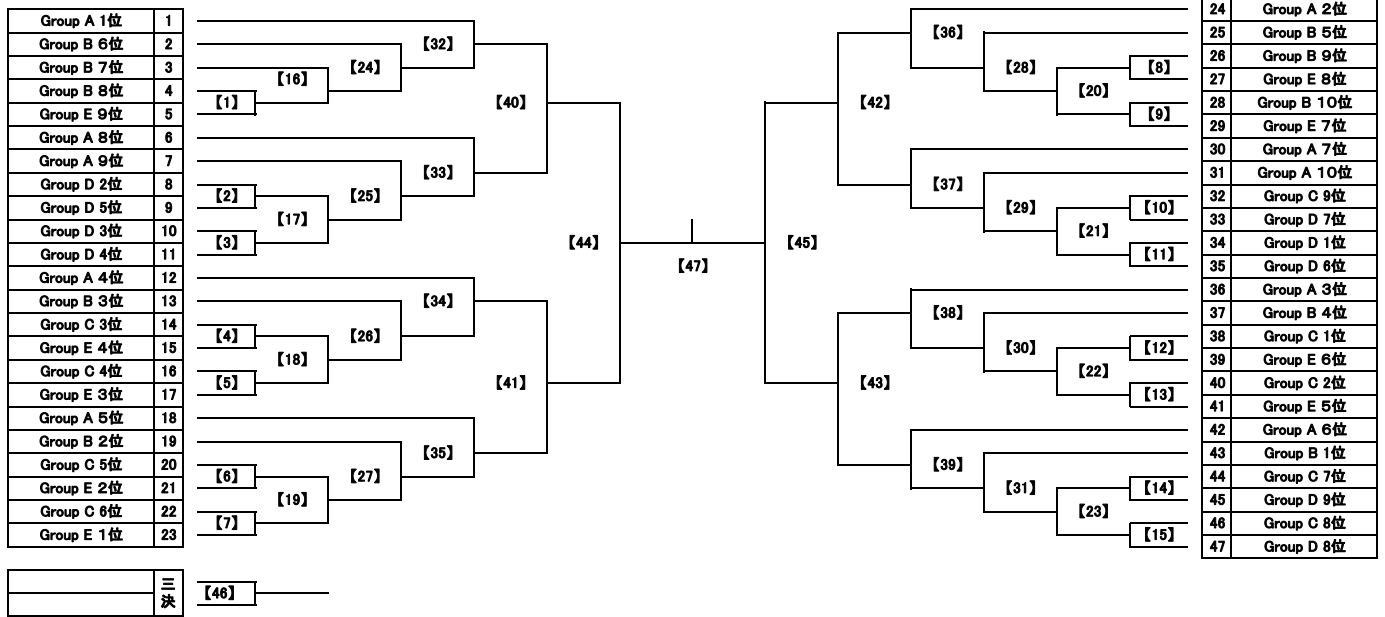 Group A 1位 1
Group B 6位 2
Group B 7位 3
Group B 8位 4
Group E 9位 5
Group A 8位 6
Group A 9位 7
Group D 2位 8
Group D 5位 9
Group D 3位 10
Group D 4位 11
Group A 4位 12
Group B 3位 13
Group C 3位 14
Group E 4位 15
Group C 4位 16
Group E 3位 17
Group A 5位 18
Group B 2位 19
Group C 5位 20
Group E 2位 21
Group C 6位 22
Group E 1位 23
三決
【1】
【2】
【3】
【4】
【5】
【6】
【7】
【46】
【16】
【17】
【18】
【19】
【24】
【25】
【26】
【27】
【32】
【33】
【34】
【35】
【40】
【41】
【44】
【47】
【45】
【42】
【43】
【36】
【37】
【38】
【39】
【28】
【29】
【30】
【31】
【20】
【21】
【22】
【23】
【8】
【9】
【10】
【11】
【12】
【13】
【14】
【15】
24 Group A 2位
25 Group B 5位
26 Group B 9位
27 Group E 8位
28 Group B 10位
29 Group E 7位
30 Group A 7位
31 Group A 10位
32 Group C 9位
33 Group D 7位
34 Group D 1位
35 Group D 6位
36 Group A 3位
37 Group B 4位
38 Group C 1位
39 Group E 6位
40 Group C 2位
41 Group E 5位
42 Group A 6位
43 Group B 1位
44 Group C 7位
45 Group D 9位
46 Group C 8位
47 Group D 8位